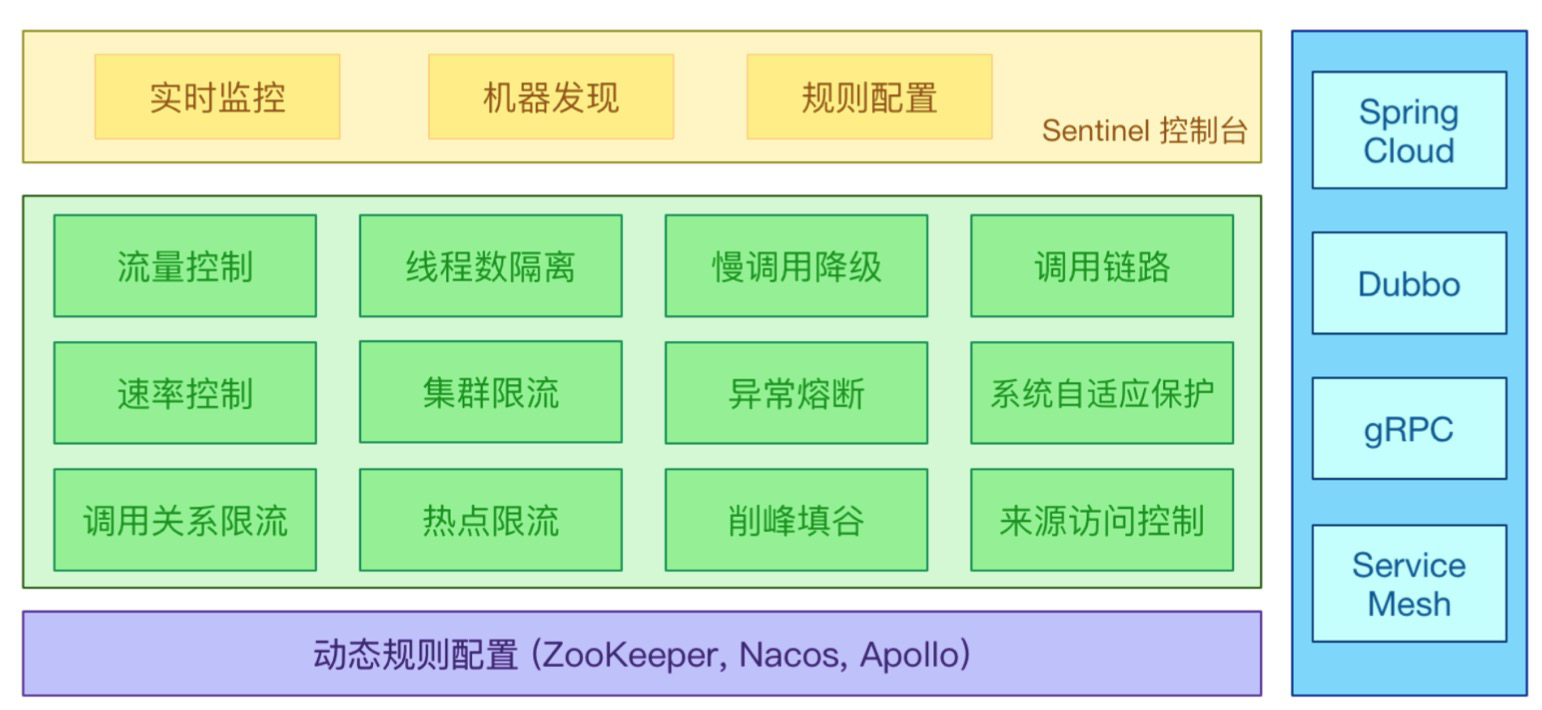 实时监控
机器发现
规则配置
Sentinel 控制台
流量控制
线程数隔离
慢调用降级
调用链路
速率控制
集群限流
异常熔断
系统自适应保护
调用关系限流
热点限流
削峰填谷
来源访问控制
动态规则配置 (ZooKeeper, Nacos, Apollo)
Spring
Cloud
Dubbo
gRPC
Service
Mesh